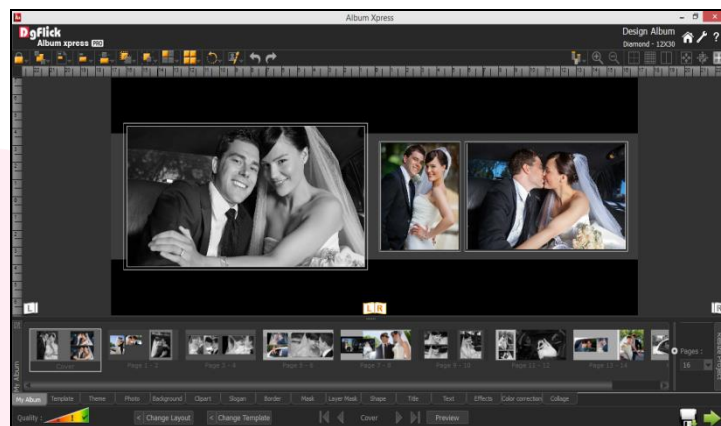 Album Xpress
DgFlick
Album xpress PRO
Design Album
Diamond - 12X30
?
L
L R
R
My Album
Cover
Page 1 - 2
Page 3 - 4
Page 5 - 6
Page 7 - 8
Page 9 - 10
Page 11 - 12
Page 13 - 14
Pages :
16
My Album
Template
Theme
Photo
Background
Clipart
Slogan
Border
Mask
Layer Mask
Shape
Title
Text
Effects
Color correction
Collage
Quality :
1
< Change Layout
< Change Template
Cover
Preview